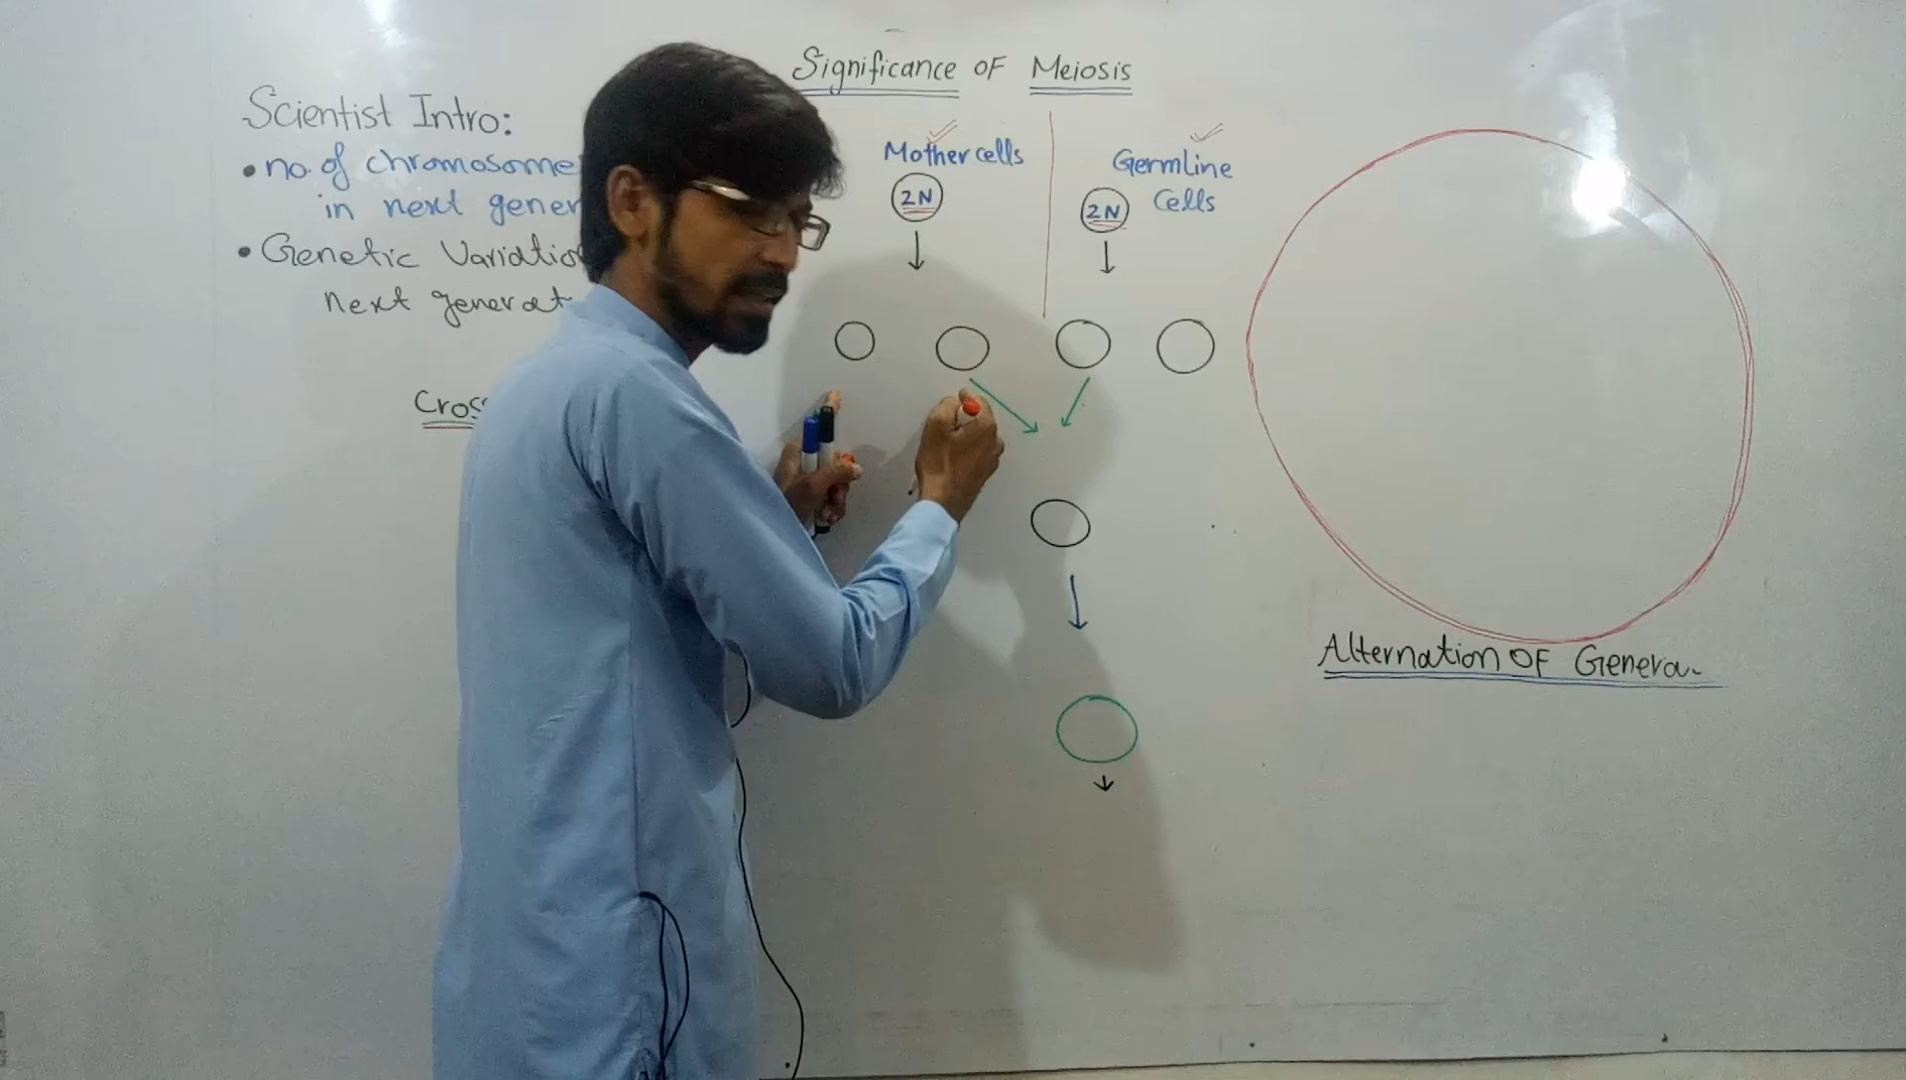 Significance OF Meiosis
Scientist Intro:
• no. of chromosome
in next gener
• Genetic Variatio
next generat
Cross
Mother cells
2N
Germline
Cells
2N
Alternation OF Genera